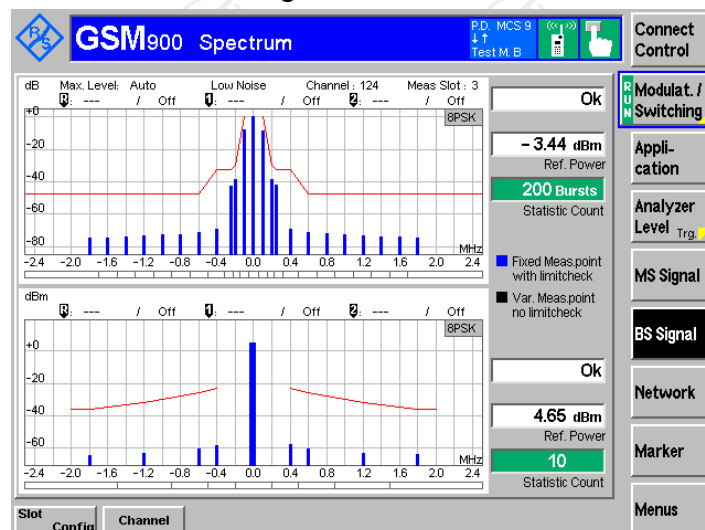 GSM900 Spectrum
P.D. MCS 9
Test M. B
Connect Control
dB Max. Level: Auto Low Noise Channel : 124 Meas Slot : 3
R: --- / Off 1: --- / Off 2: --- / Off
8PSK
+0
-20
-40
-60
-80
MHz
-2.4 -2.0 -1.6 -1.2 -0.8 -0.4 0.0 0.4 0.8 1.2 1.6 2.0 2.4
Ok
- 3.44 dBm
Ref. Power
200 Bursts
Statistic Count
Fixed Meas.point
with limitcheck
Var. Meas.point
no limitcheck
dBm
R: --- / Off 1: --- / Off 2: --- / Off
8PSK
+0
-20
-40
-60
MHz
-2.4 -2.0 -1.6 -1.2 -0.8 -0.4 0.0 0.4 0.8 1.2 1.6 2.0 2.4
Ok
4.65 dBm
Ref. Power
10
Statistic Count
RUN
Modulat. /
Switching
Appli-
cation
Analyzer
Level Trg.
MS Signal
BS Signal
Network
Marker
Menus
Slot
Config
Channel